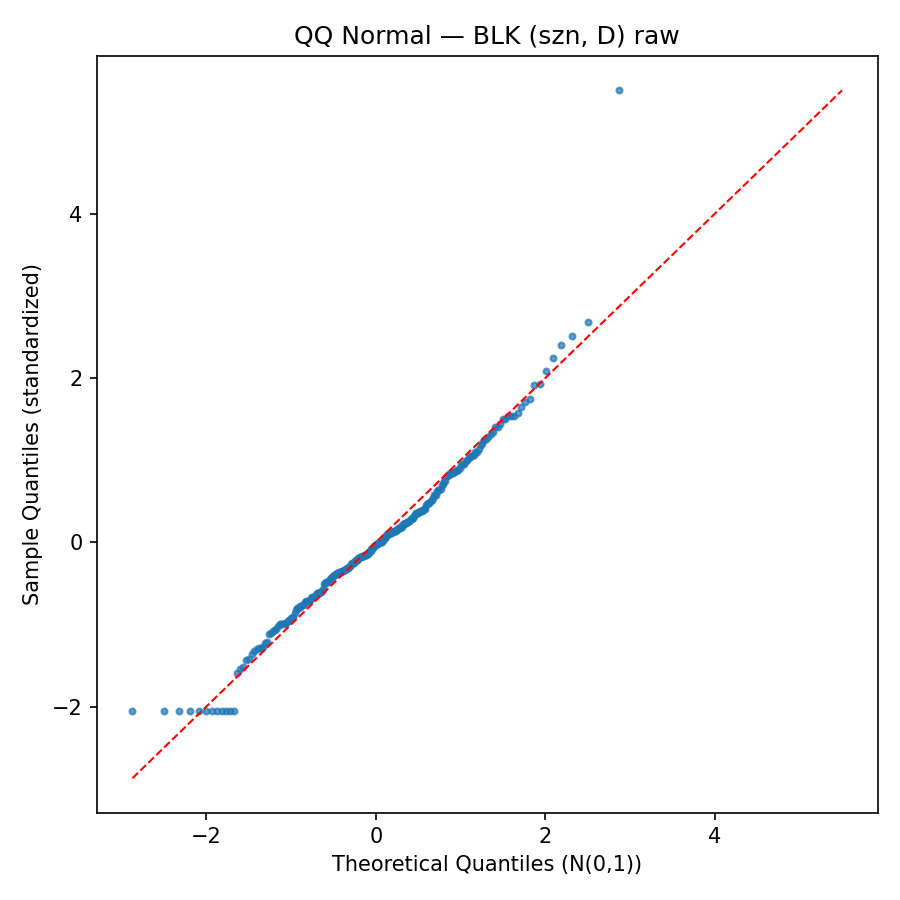 QQ Normal — BLK (szn, D) raw
Sample Quantiles (standardized)
4
2
0
−2
−2
0
2
4
Theoretical Quantiles (N(0,1))